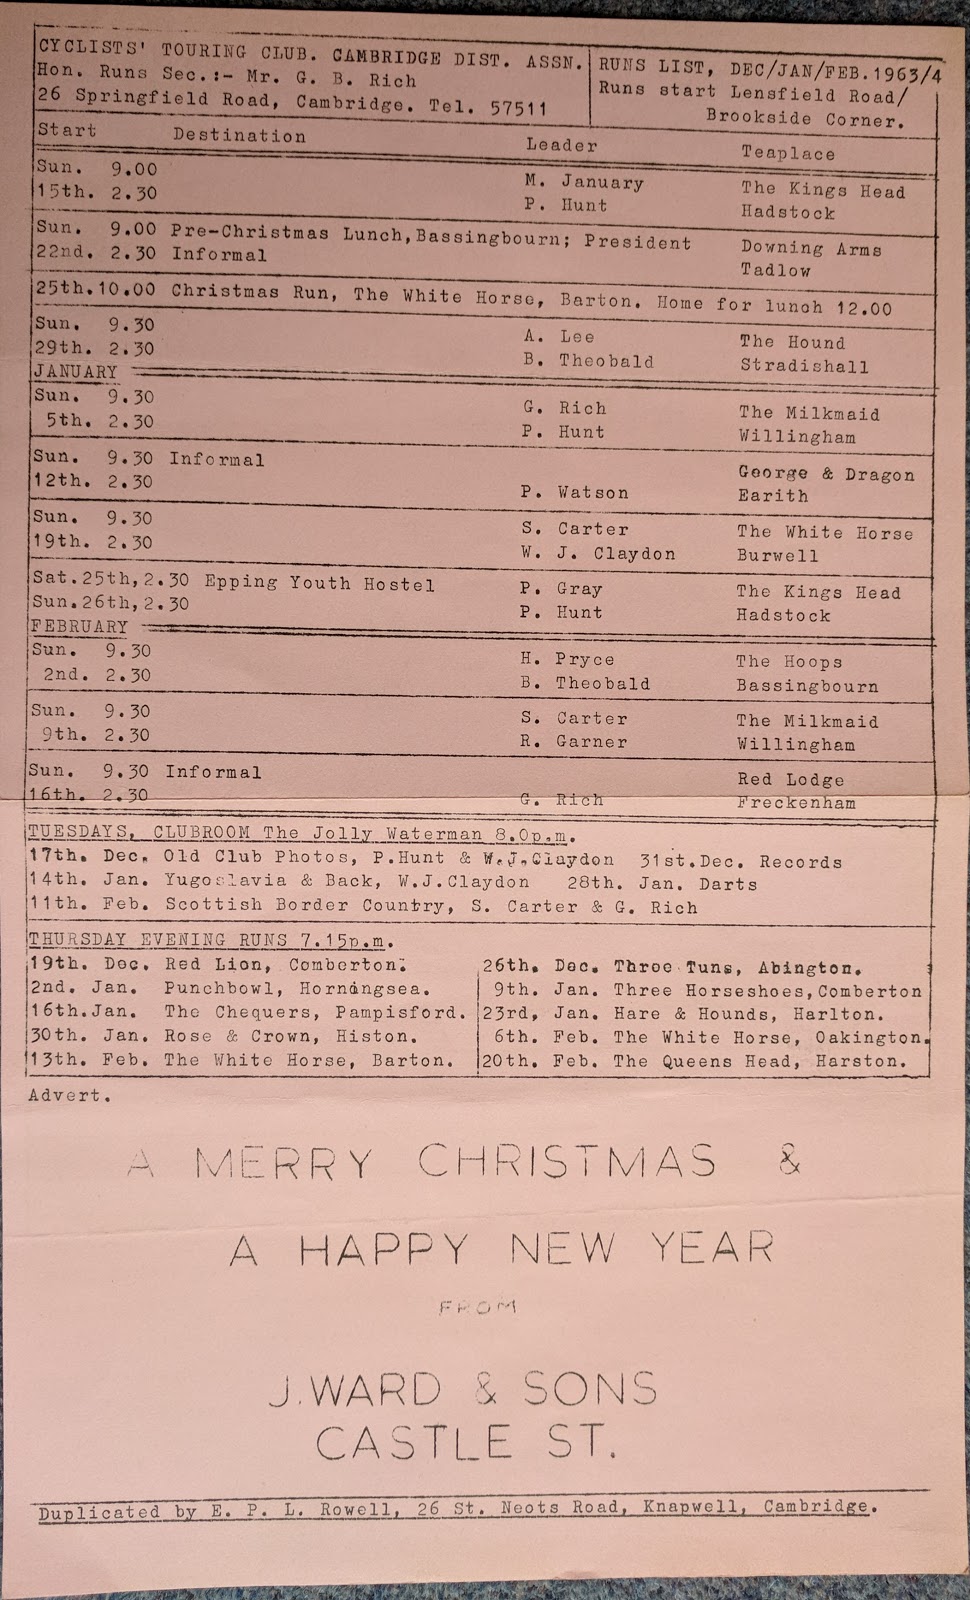 CYCLISTS' TOURING CLUB. CAMBRIDGE DIST. ASSN.
Hon. Runs Sec.:- Mr. G. B. Rich
26 Springfield Road, Cambridge. Tel. 57511
RUNS LIST, DEC/JAN/FEB.1963/4
Runs start Lensfield Road/
Brookside Corner.
Start Destination Leader Teaplace
Sun. 9.00 M. January The Kings Head
15th. 2.30 P. Hunt Hadstock
Sun. 9.00 Pre-Christmas Lunch,Bassingbourn; President Downing Arms
22nd. 2.30 Informal Tadlow
25th.10.00 Christmas Run, The White Horse, Barton. Home for lunch 12.00
Sun. 9.30 A. Lee The Hound
29th. 2.30 B. Theobald Stradishall
JANUARY
Sun. 9.30 G. Rich The Milkmaid
5th. 2.30 P. Hunt Willingham
Sun. 9.30 Informal George & Dragon
12th. 2.30 P. Watson Earith
Sun. 9.30 S. Carter The White Horse
19th. 2.30 W. J. Claydon Burwell
Sat.25th,2.30 Epping Youth Hostel P. Gray The Kings Head
Sun.26th,2.30 P. Hunt Hadstock
FEBRUARY
Sun. 9.30 H. Pryce The Hoops
2nd. 2.30 B. Theobald Bassingbourn
Sun. 9.30 S. Carter The Milkmaid
9th. 2.30 R. Garner Willingham
Sun. 9.30 Informal Red Lodge
16th. 2.30 G. Rich Freckenham
TUESDAYS, CLUBROOM The Jolly Waterman 8.0p.m.
17th. Dec. Old Club Photos, P.Hunt & W.J.Claydon 31st.Dec. Records
14th. Jan. Yugoslavia & Back, W.J.Claydon 28th. Jan. Darts
11th. Feb. Scottish Border Country, S. Carter & G. Rich
THURSDAY EVENING RUNS 7.15p.m.
19th. Dec. Red Lion, Comberton. 26th. Dec. Three Tuns, Abington.
2nd. Jan. Punchbowl, Horningsea. 9th. Jan. Three Horseshoes,Comberton
16th.Jan. The Chequers, Pampisford. 23rd, Jan. Hare & Hounds, Harlton.
30th. Jan. Rose & Crown, Histon. 6th. Feb. The White Horse, Oakington.
13th. Feb. The White Horse, Barton. 20th. Feb. The Queens Head, Harston.
Advert.
A MERRY CHRISTMAS &
A HAPPY NEW YEAR
FROM
J.WARD & SONS
CASTLE ST.
Duplicated by E. P. L. Rowell, 26 St. Neots Road, Knapwell, Cambridge.